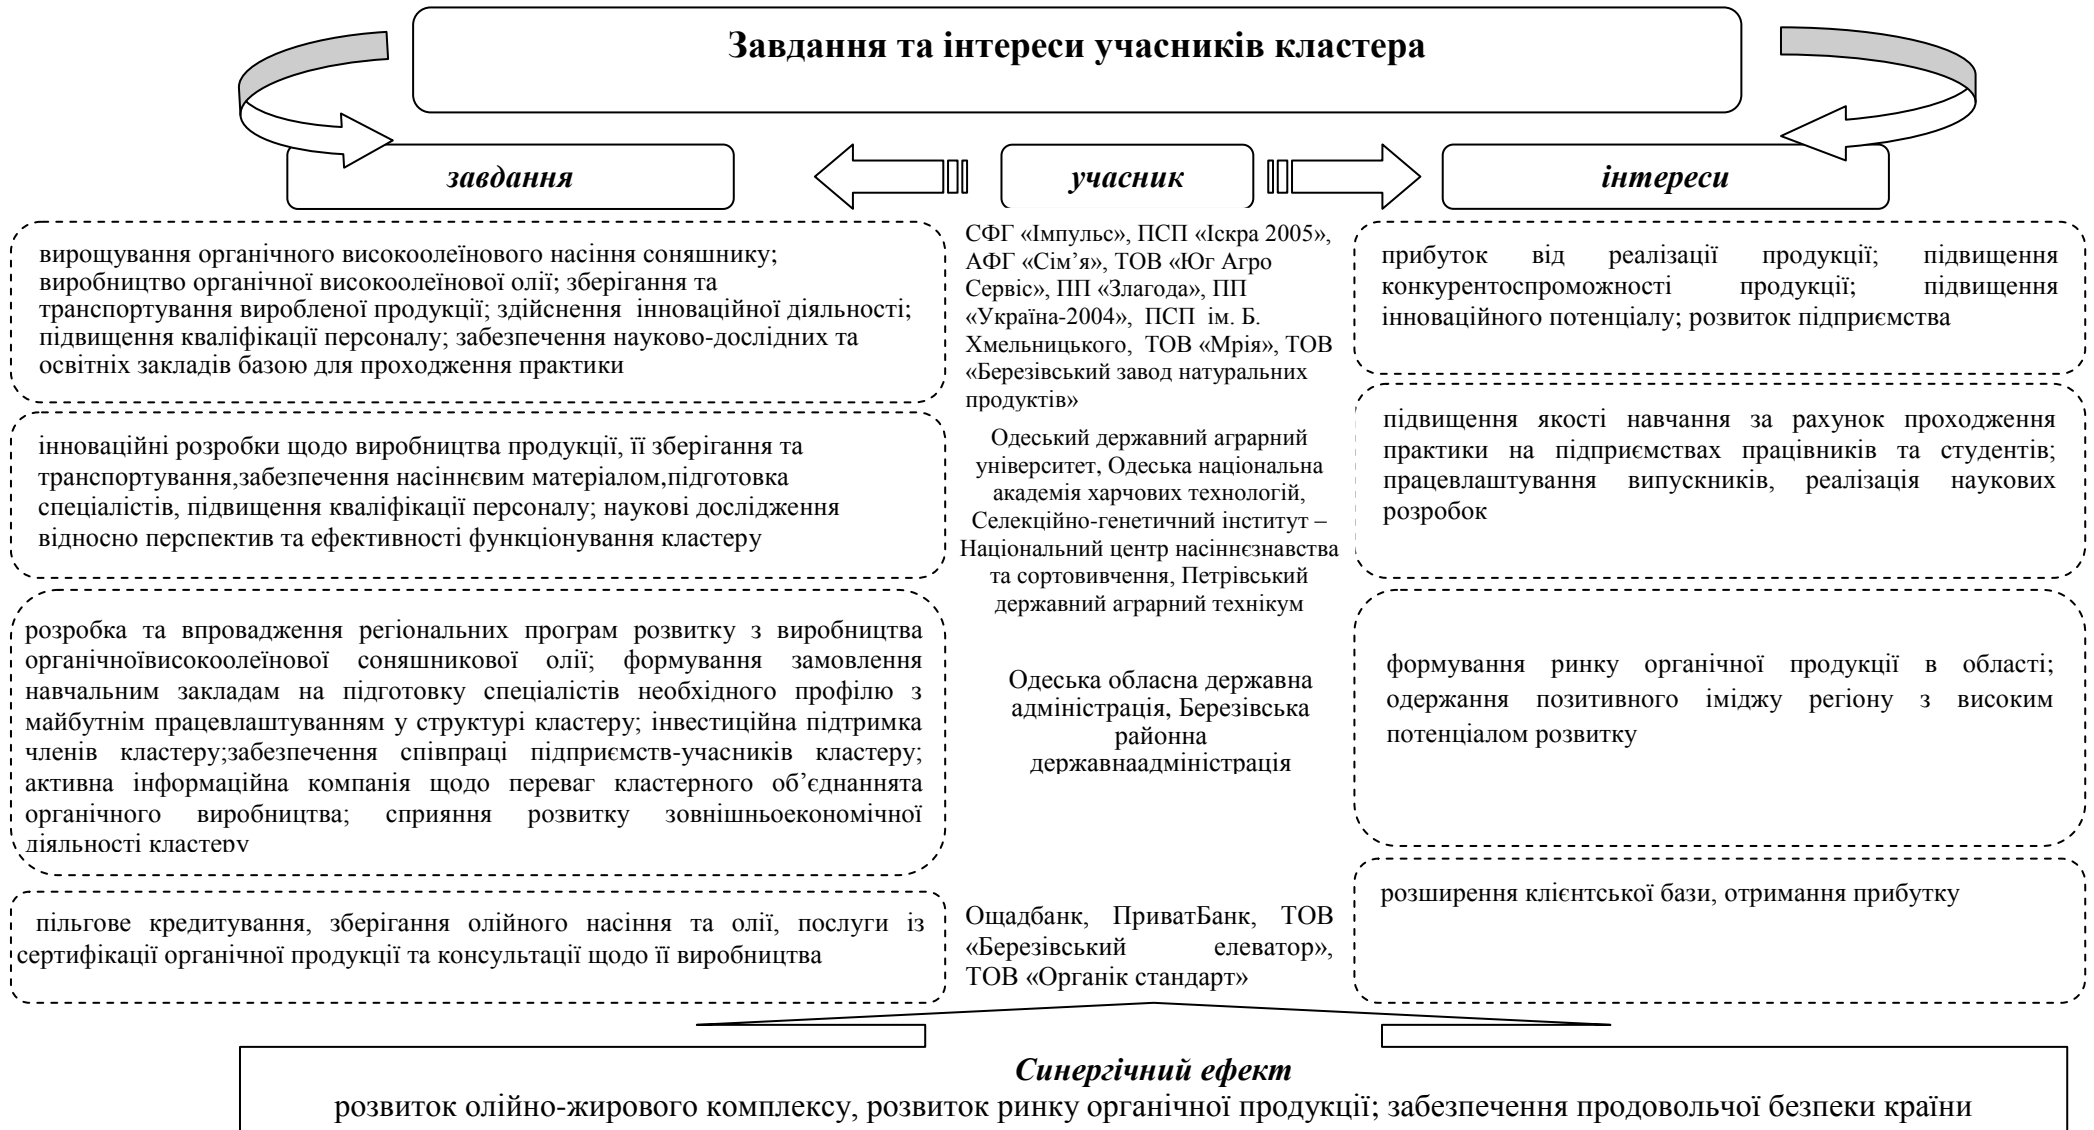 Завдання та інтереси учасників кластера
завдання
учасник
інтереси
вирощування органічного високоолеїнового насіння соняшнику;
виробництво органічної високоолеїнової олії; зберігання та
транспортування виробленої продукції; здійснення інноваційної діяльності;
підвищення кваліфікації персоналу; забезпечення науково-дослідних та
освітніх закладів базою для проходження практики
СФГ «Імпульс», ПСП «Іскра 2005»,
АФГ «Сім’я», ТОВ «Юг Агро
Сервіс», ПП «Злагода», ПП
«Україна-2004», ПСП ім. Б.
Хмельницького, ТОВ «Мрія», ТОВ
«Березівський завод натуральних
продуктів»
прибуток від реалізації продукції; підвищення
конкурентоспроможності продукції; підвищення
інноваційного потенціалу; розвиток підприємства
інноваційні розробки щодо виробництва продукції, її зберігання та
транспортування,забезпечення насіннєвим матеріалом,підготовка
спеціалістів, підвищення кваліфікації персоналу; наукові дослідження
відносно перспектив та ефективності функціонування кластеру
Одеський державний аграрний
університет, Одеська національна
академія харчових технологій,
Селекційно-генетичний інститут –
Національний центр насіннєзнавства
та сортовивчення, Петрівський
державний аграрний технікум
підвищення якості навчання за рахунок проходження
практики на підприємствах працівників та студентів;
працевлаштування випускників, реалізація наукових
розробок
розробка та впровадження регіональних програм розвитку з виробництва
органічноївисокоолеїнової соняшникової олії; формування замовлення
навчальним закладам на підготовку спеціалістів необхідного профілю з
майбутнім працевлаштуванням у структурі кластеру; інвестиційна підтримка
членів кластеру;забезпечення співпраці підприємств-учасників кластеру;
активна інформаційна компанія щодо переваг кластерного об’єднаннята
органічного виробництва; сприяння розвитку зовнішньоекономічної
діяльності кластеру
Одеська обласна державна
адміністрація, Березівська
районна
державнаадміністрація
формування ринку органічної продукції в області;
одержання позитивного іміджу регіону з високим
потенціалом розвитку
пільгове кредитування, зберігання олійного насіння та олії, послуги із
сертифікації органічної продукції та консультації щодо її виробництва
Ощадбанк, ПриватБанк, ТОВ
«Березівський елеватор»,
ТОВ «Органік стандарт»
розширення клієнтської бази, отримання прибутку
Синергічний ефект
розвиток олійно-жирового комплексу, розвиток ринку органічної продукції; забезпечення продовольчої безпеки країни